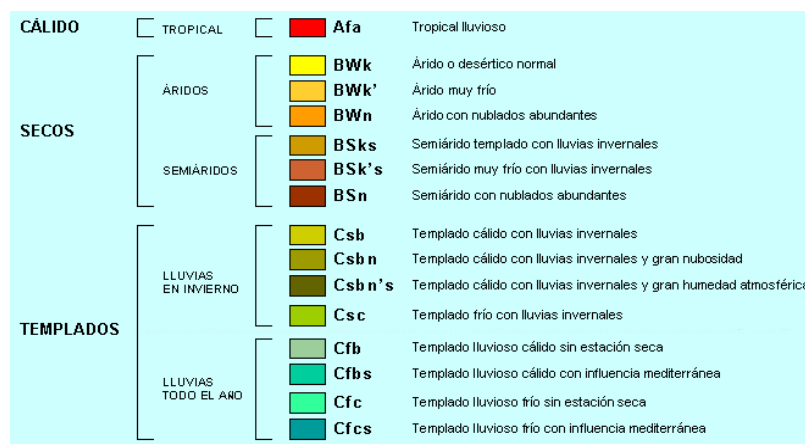 CÁLIDO TROPICAL Afa Tropical lluvioso
BWk Árido o desértico normal
ÁRIDOS BWk' Árido muy frío
BWn Árido con nublados abundantes
SECOS
BSks Semiárido templado con lluvias invernales
SEMIÁRIDOS BSk's Semiárido muy frío con lluvias invernales
BSn Semiárido con nublados abundantes
Csb Templado cálido con lluvias invernales
Csbn Templado cálido con lluvias invernales y gran nubosidad
LLUVIAS
EN INVIERNO Csbn's Templado cálido con lluvias invernales y gran humedad atmosférica
Csc Templado frío con lluvias invernales
TEMPLADOS
Cfb Templado lluvioso cálido sin estación seca
Cfbs Templado lluvioso cálido con influencia mediterránea
LLUVIAS
TODO EL AÑO Cfc Templado lluvioso frío sin estación seca
Cfcs Templado lluvioso frío con influencia mediterránea